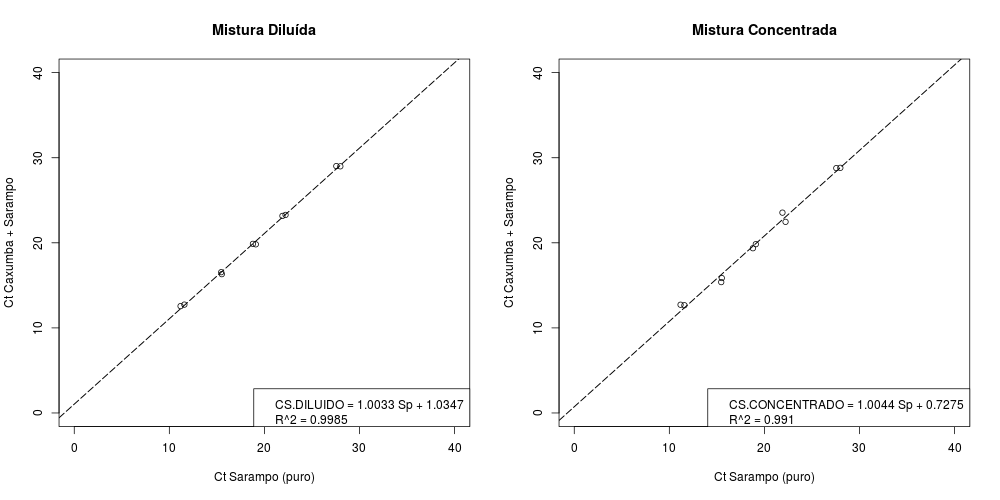 Mistura Diluída
Ct Caxumba + Sarampo
40
30
20
10
0
CS.DILUIDO = 1.0033 Sp + 1.0347
R^2 = 0.9985
0 10 20 30 40
Ct Sarampo (puro)
Mistura Concentrada
Ct Caxumba + Sarampo
40
30
20
10
0
CS.CONCENTRADO = 1.0044 Sp + 0.7275
R^2 = 0.991
0 10 20 30 40
Ct Sarampo (puro)